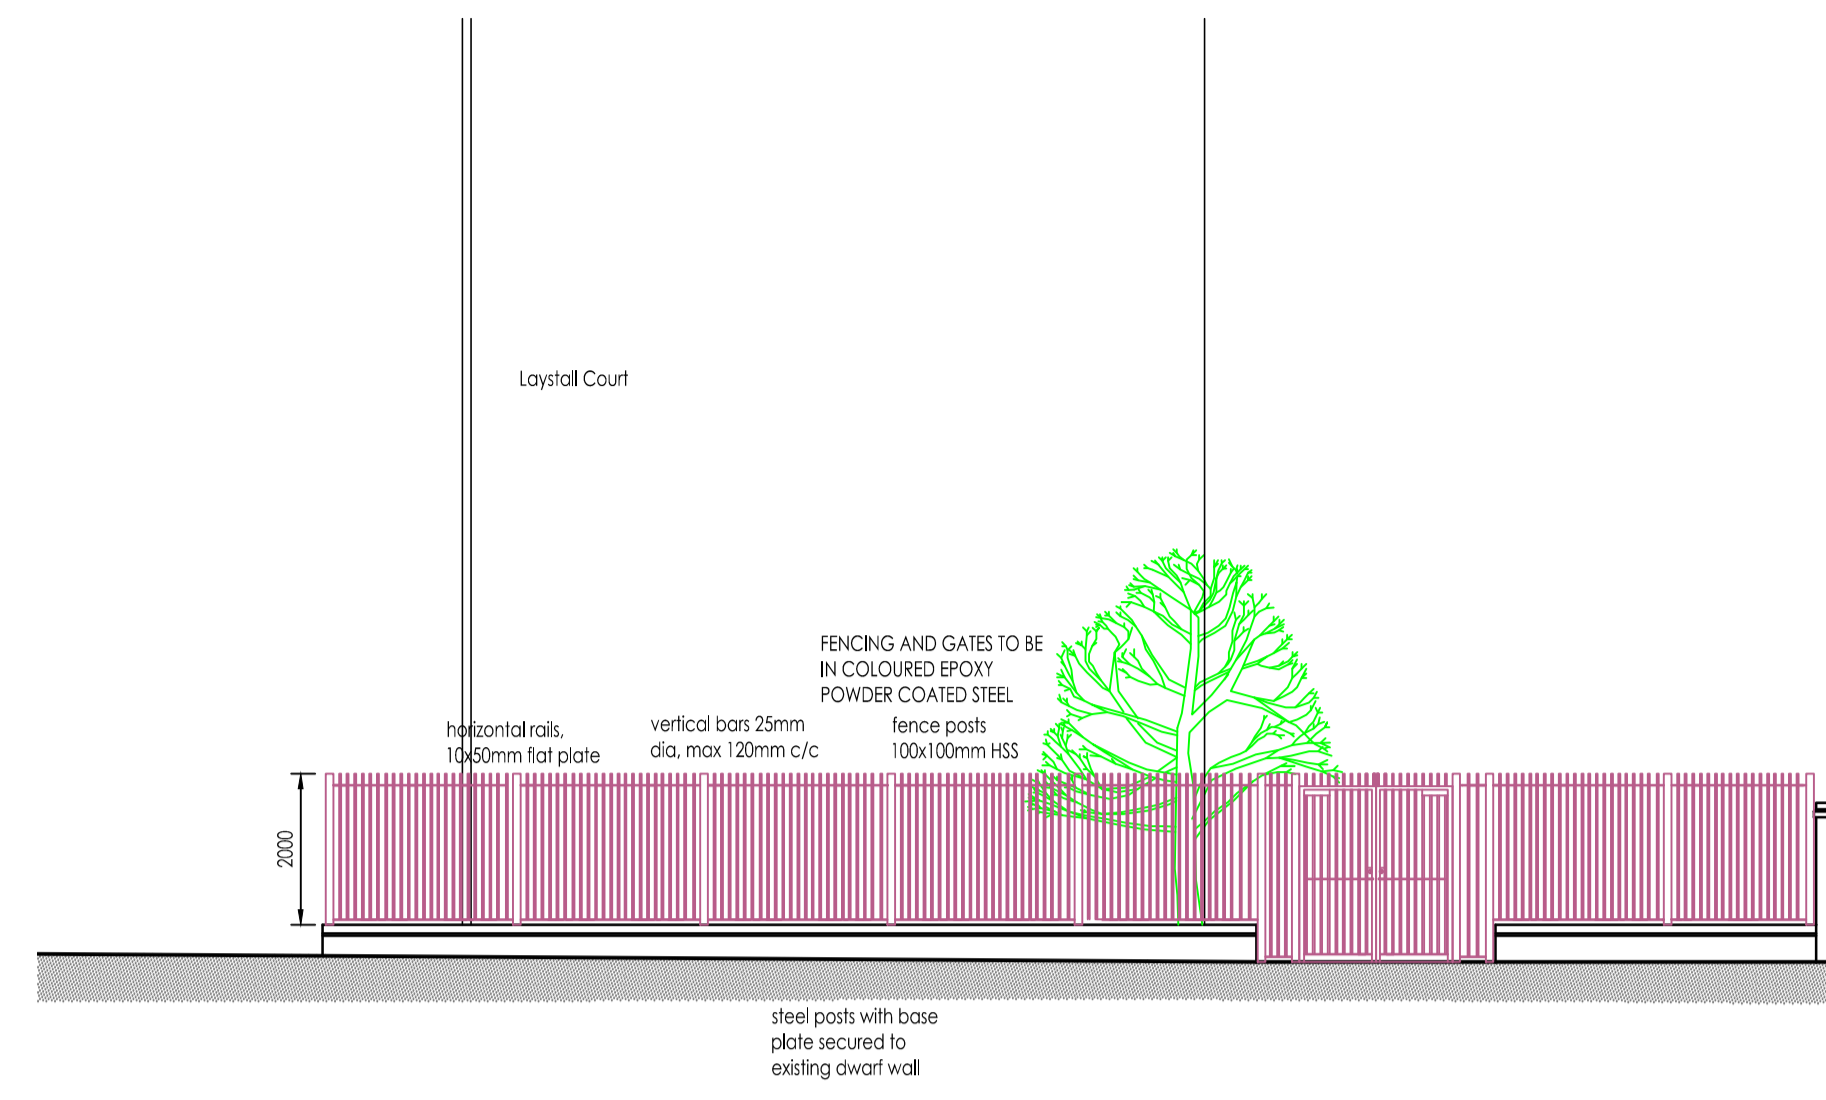 Laystall Court
FENCING AND GATES TO BE
IN COLOURED EPOXY
POWDER COATED STEEL
horizontal rails,
10x50mm flat plate
vertical bars 25mm
dia, max 120mm c/c
fence posts
100x100mm HSS
2000
steel posts with base
plate secured to
existing dwarf wall